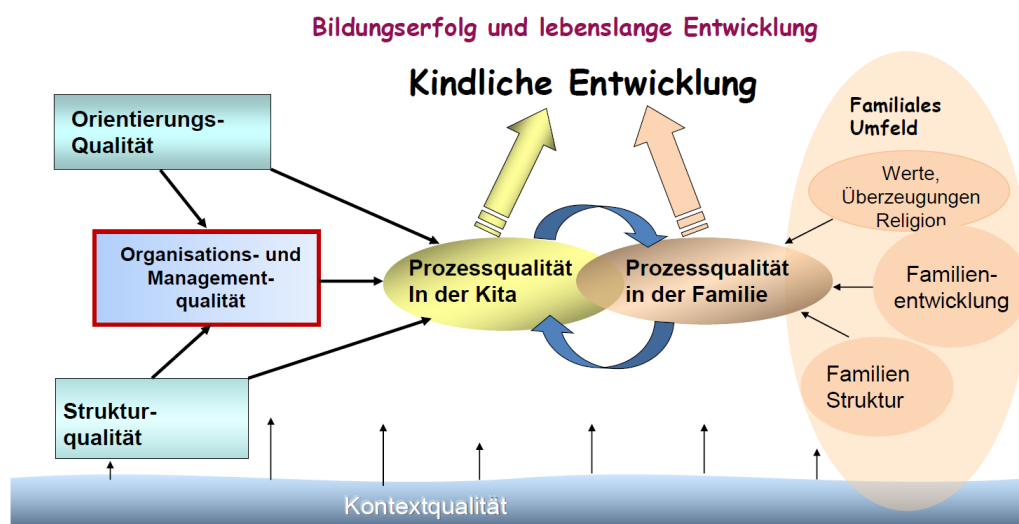 Bildungserfolg und lebenslange Entwicklung
Kindliche Entwicklung
Orientierungs-
Qualität
Organisations- und
Management-
qualität
Struktur-
qualität
Prozessqualität
In der Kita
Prozessqualität
in der Familie
Familiales
Umfeld
Werte,
Überzeugungen
Religion
Familien-
entwicklung
Familien
Struktur
Kontextqualität